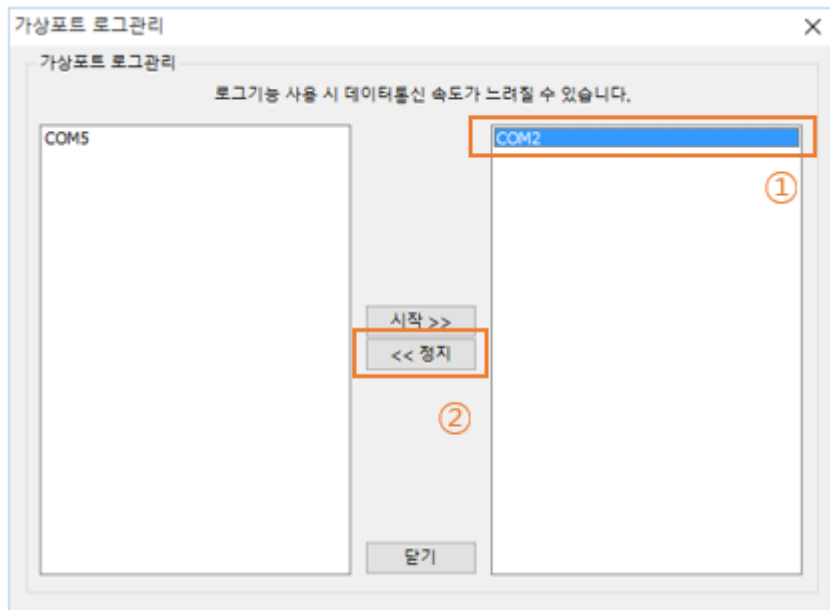 가상포트 로그관리
가상포트 로그관리
로그기능 사용 시 데이터통신 속도가 느려질 수 있습니다.
COM5
COM2
①
시작 >>
<< 정지
②
닫기